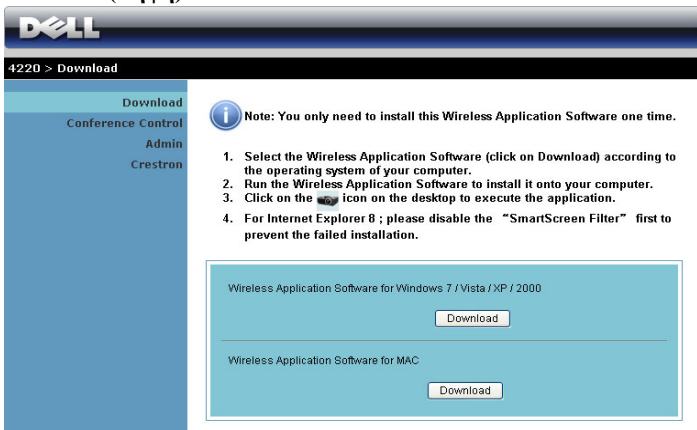 DELL
4220 > Download
Download
Conference Control
Admin
Crestron
Note: You only need to install this Wireless Application Software one time.
1. Select the Wireless Application Software (click on Download) according to
the operating system of your computer.
2. Run the Wireless Application Software to install it onto your computer.
3. Click on the icon on the desktop to execute the application.
4. For Internet Explorer 8 ; please disable the “SmartScreen Filter” first to
prevent the failed installation.
Wireless Application Software for Windows 7 / Vista / XP / 2000
Download
Wireless Application Software for MAC
Download